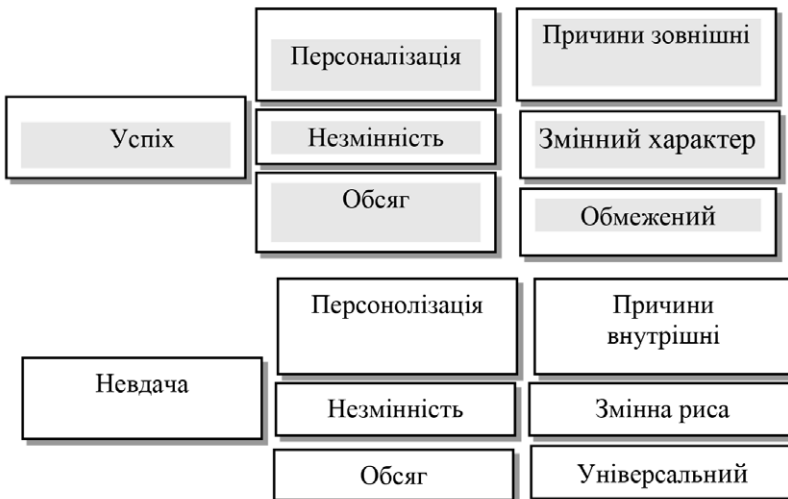 Успіх
Персоналізація
Причини зовнішні
Незмінність
Змінний характер
Обсяг
Обмежений
Невдача
Персонолізація
Причини
внутрішні
Незмінність
Змінна риса
Обсяг
Універсальний